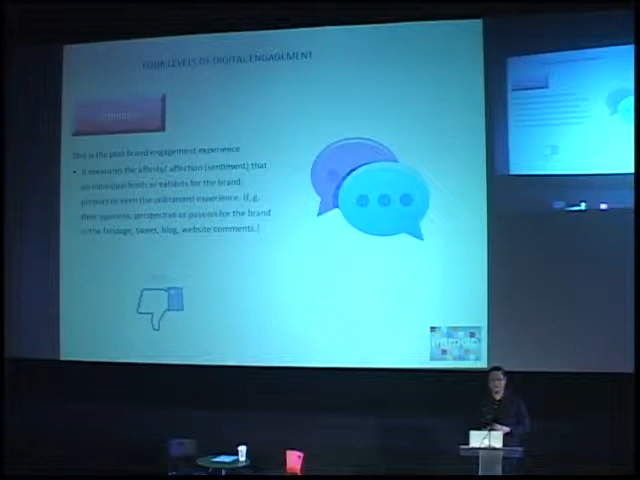 FOUR LEVELS OF DIGITAL ENGAGEMENT
This is the past brand engagement experience
• It measures the affinity/ affection (sentiment) that
an individual holds or exhibits for the brand
or even the unbranded experience.
their opinions, perspective or passion for the brand
in the fanpage, tweet, blog, website comments.)